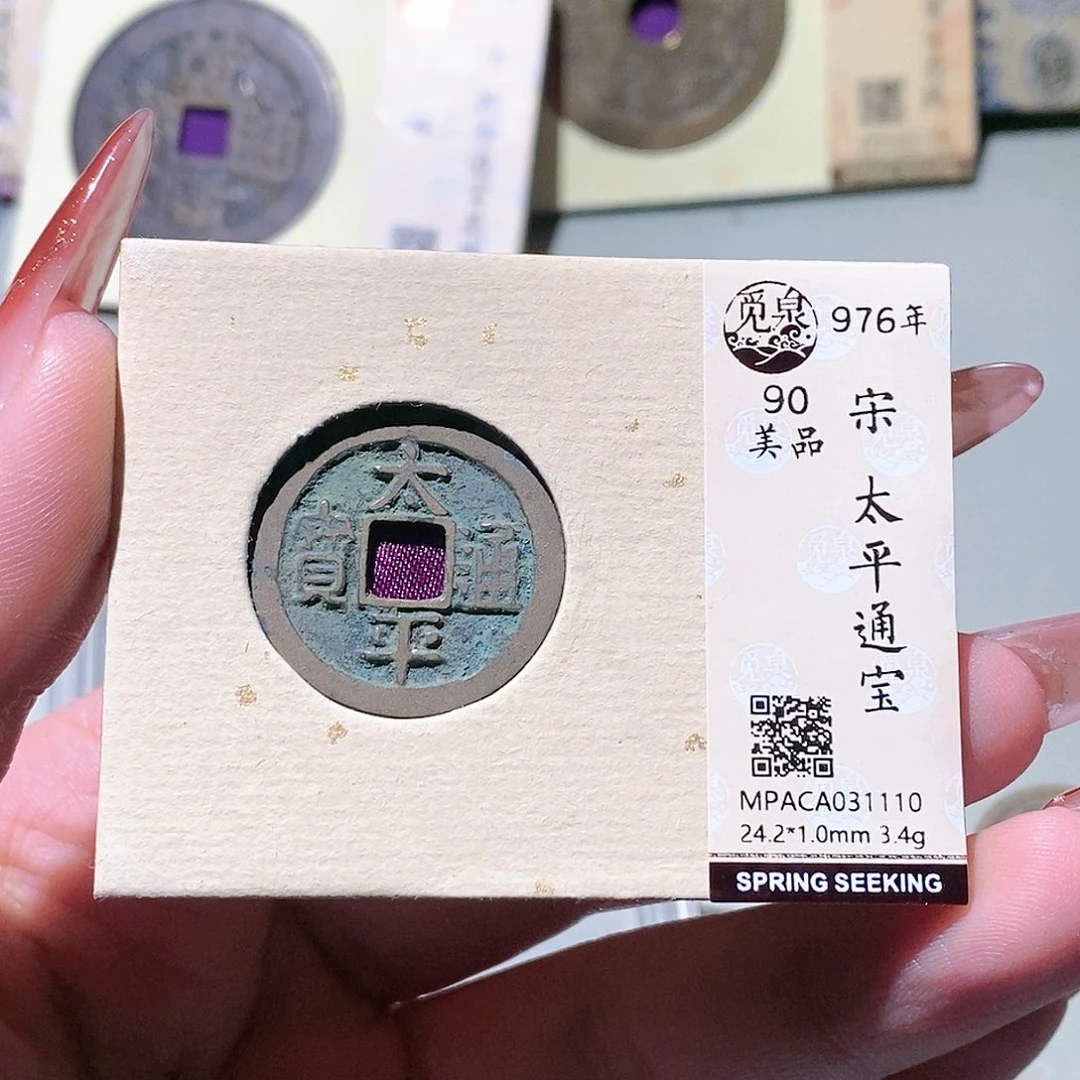 太平通寳
觅泉
976年
90
美品
宋 太平通宝
MPACA031110
24.2*1.0mm 3.4g
SPRING SEEKING